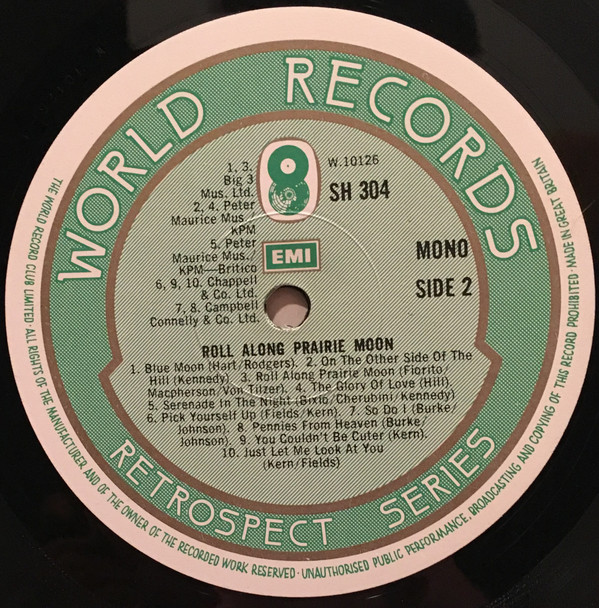 WORLD RECORDS
1, 3.
Big 3
Mus. Ltd.
2, 4. Peter
Maurice Mus./
KPM
5. Peter
Maurice Mus./
KPM—Britico
6, 9, 10. Chappell
& Co. Ltd.
7, 8. Campbell
Connelly & Co. Ltd.
W.10126
SH 304
EMI
MONO
SIDE 2
ROLL ALONG PRAIRIE MOON
1. Blue Moon (Hart/Rodgers). 2. On The Other Side Of The
Hill (Kennedy). 3. Roll Along Prairie Moon (Fiorito/
Macpherson/Von Tilzer). 4. The Glory Of Love (Hill).
5. Serenade In The Night (Bixio/Cherubini/Kennedy)
6. Pick Yourself Up (Fields/Kern). 7. So Do I (Burke/
Johnson). 8. Pennies From Heaven (Burke/
Johnson). 9. You Couldn't Be Cuter (Kern).
10. Just Let Me Look At You
(Kern/Fields)
RETROSPECT SERIES
THE WORLD RECORD CLUB LIMITED · ALL RIGHTS OF THE MANUFACTURER AND OF THE OWNER OF THE RECORDED WORK RESERVED · UNAUTHORISED PUBLIC PERFORMANCE, BROADCASTING AND COPYING OF THIS RECORD PROHIBITED · MADE IN GREAT BRITAIN